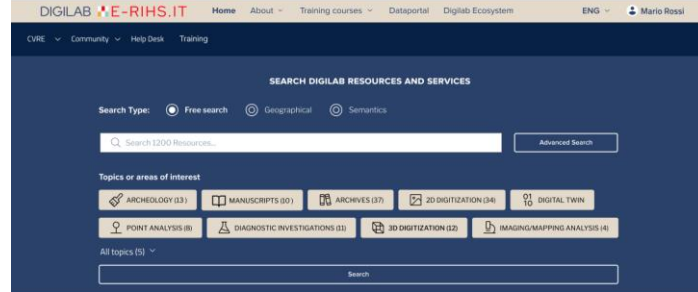 DIGILAB E-RIHS.IT Home About Training courses Dataportal Digilab Ecosystem ENG Mario Rossi
CVRE Community Help Desk Training
SEARCH DIGILAB RESOURCES AND SERVICES
Search Type: Free search Geographical Semantics
Search 1200 Resources... Advanced Search
Topics or areas of interest
ARCHEOLOGY (13) MANUSCRIPTS (10) ARCHIVES (37) 2D DIGITIZATION (34) 01 10 DIGITAL TWIN
POINT ANALYSIS (8) DIAGNOSTIC INVESTIGATIONS (11) 3D DIGITIZATION (12) IMAGING/MAPPING ANALYSIS (4)
All topics (5)
Search